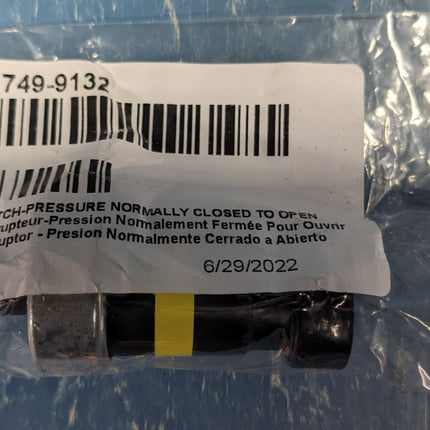 749-9132
TCH-PRESSURE NORMALLY CLOSED TO OPEN
rupteur-Pression Normalement Fermée Pour Ouvrir
ruptor - Presion Normalmente Cerrado a Abierto
6/29/2022